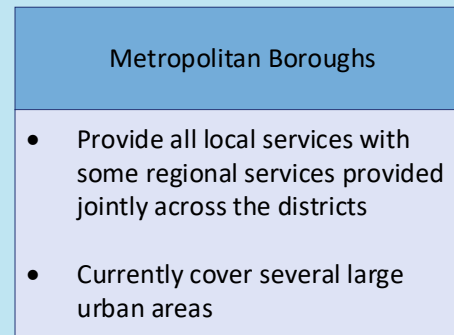 Metropolitan Boroughs
• Provide all local services with
some regional services provided
jointly across the districts
• Currently cover several large
urban areas